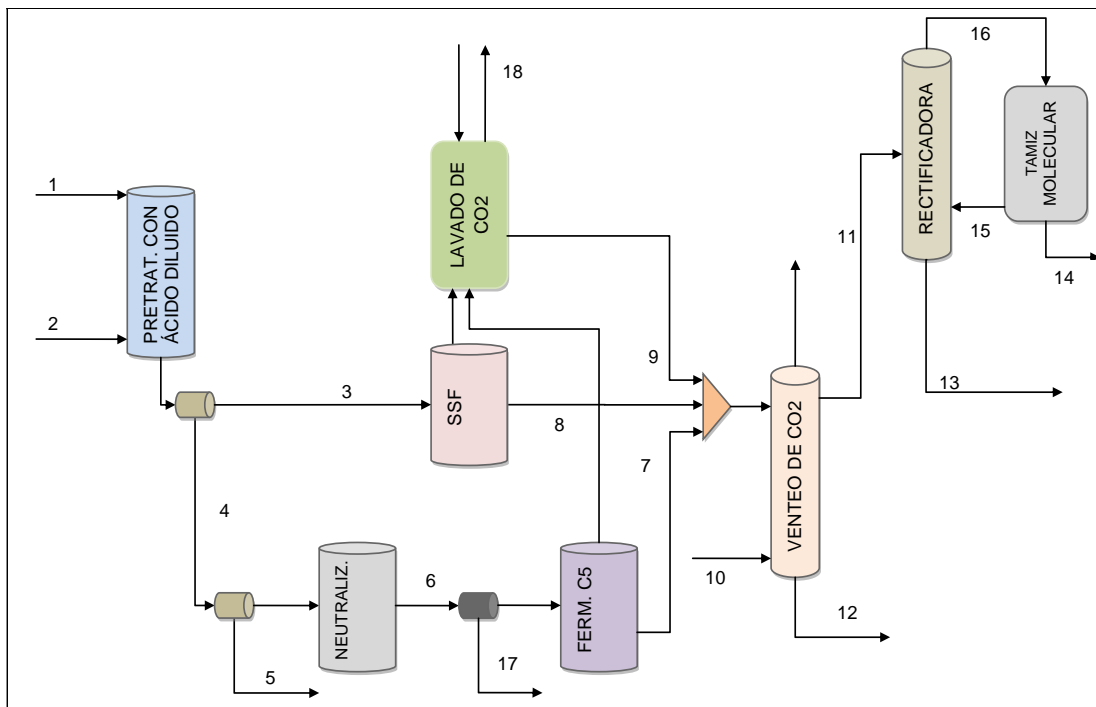 16
18
TAMIZ
MOLECULAR
RECTIFICADORA
LAVADO DE
CO2
1
PRETRAT. CON
ÁCIDO DILUIDO
15
11
14
2
9
13
3
SSF
8
7
VENTEO DE CO2
4
10
6
NEUTRALIZ.
FERM. C5
12
5
17